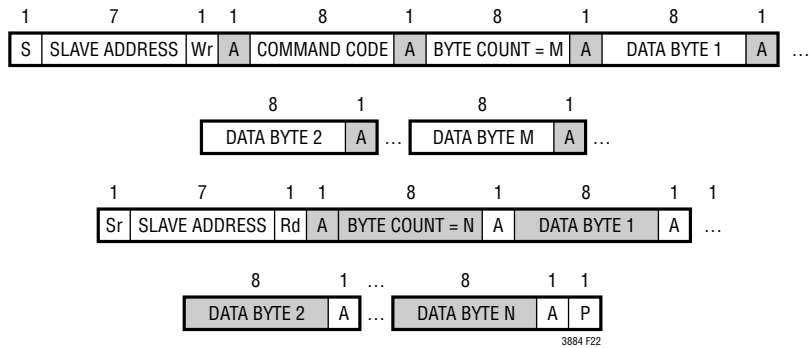 1 7 1 1 8 1 8 1 8 1
S SLAVE ADDRESS Wr A COMMAND CODE A BYTE COUNT = M A DATA BYTE 1 A …
8 1 8 1
DATA BYTE 2 A … DATA BYTE M A …
1 7 1 1 8 1 8 1 1
Sr SLAVE ADDRESS Rd A BYTE COUNT = N A DATA BYTE 1 A …
8 1 … 8 1 1
DATA BYTE 2 A … DATA BYTE N A P
3884 F22